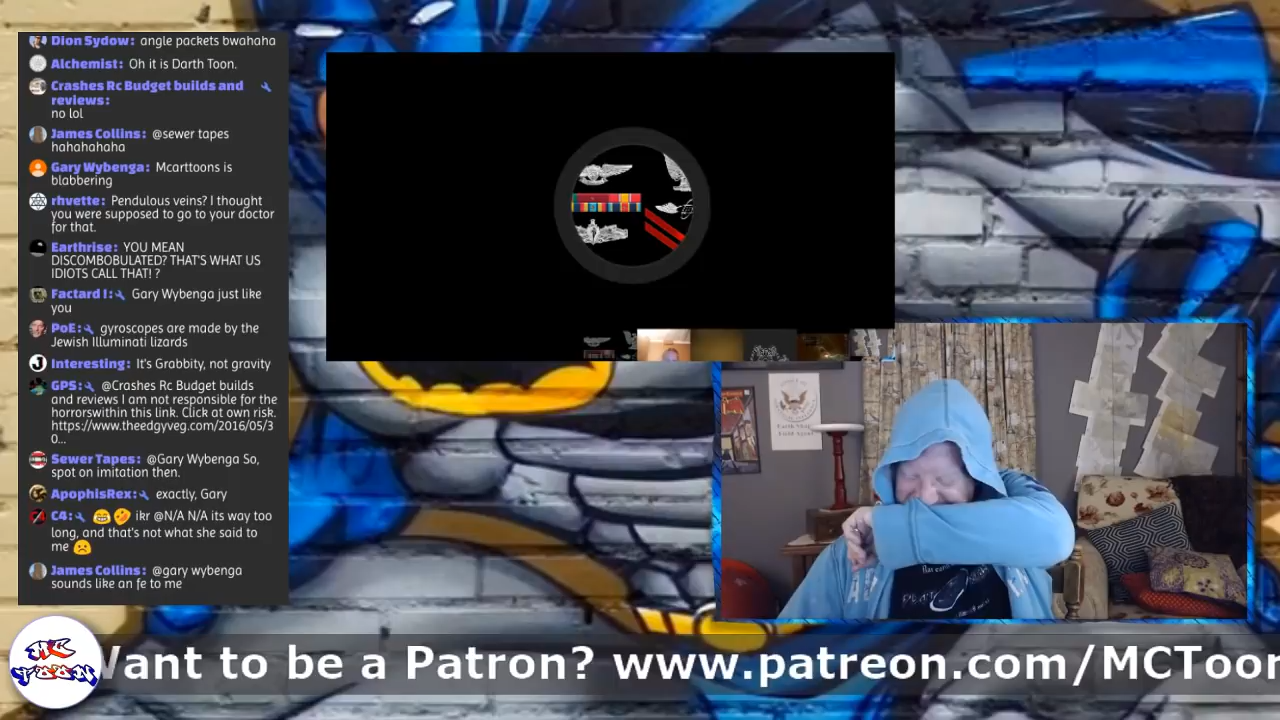 Dion Sydow: angle packets bwahaha
Alchemist: Oh it is Darth Toon.
Crashes Rc Budget builds and
reviews:
no lol
James Collins: @sewer tapes
hahahahaha
Gary Wybenga: Mcarttoons is
blabbering
rhvette: Pendulous veins? I thought
you were supposed to go to your doctor
for that.
Earthrise: YOU MEAN
DISCOMBOBULATED? THAT'S WHAT US
IDIOTS CALL THAT! ?
Factard I: Gary Wybenga just like
you
PoE: gyroscopes are made by the
Jewish Illuminati lizards
Interesting: It's Grabbity, not gravity
GPS: @Crashes Rc Budget builds
and reviews I am not responsible for the
horrorswithin this link. Click at own risk.
https://www.theedgyveg.com/2016/05/3
0...
Sewer Tapes: @Gary Wybenga So,
spot on imitation then.
ApophisRex: exactly, Gary
C4: 😁🤣 ikr @N/A N/A its way too
long, and that's not what she said to
me ☹️
James Collins: @gary wybenga
sounds like an fe to me
MC
TOON
Want to be a Patron? www.patreon.com/MCToon